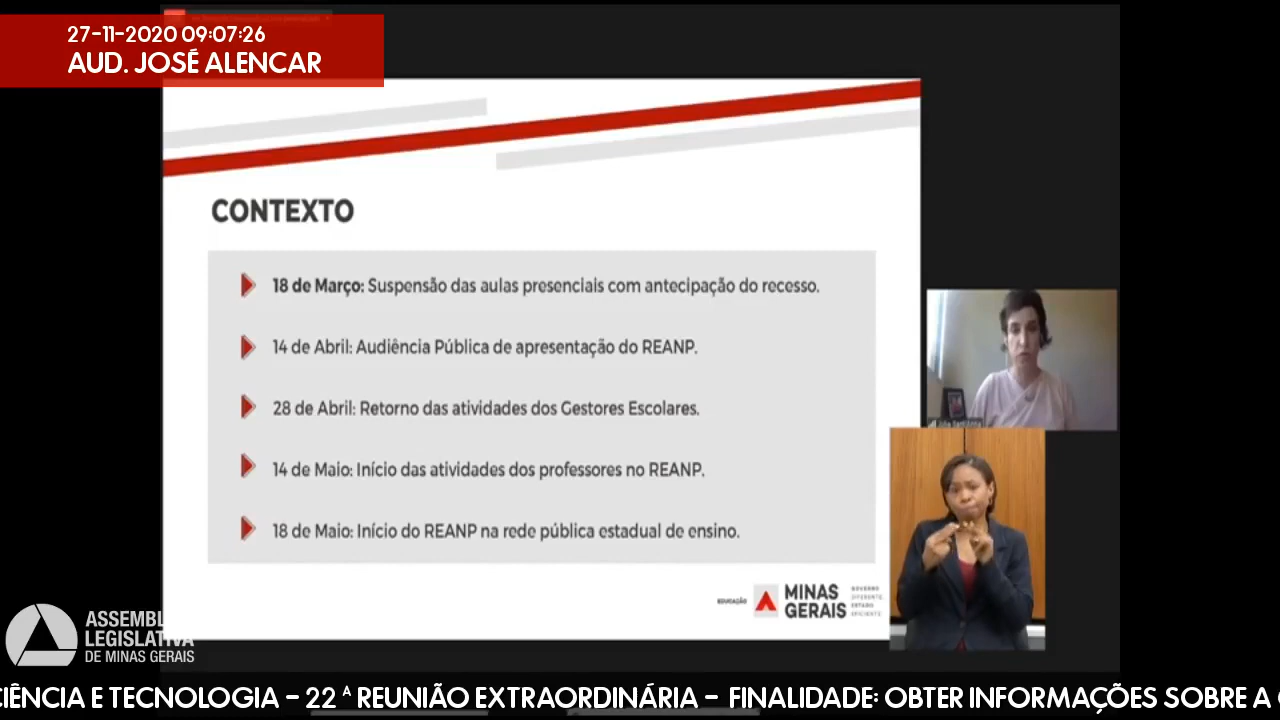 27-11-2020 09:07:26
AUD. JOSÉ ALENCAR
CONTEXTO
18 de Março: Suspensão das aulas presenciais com antecipação do recesso.
14 de Abril: Audiência Pública de apresentação do REANP.
28 de Abril: Retorno das atividades dos Gestores Escolares.
14 de Maio: Início das atividades dos professores no REANP.
18 de Maio: Início do REANP na rede pública estadual de ensino.
EDUCAÇÃO
MINAS
GERAIS
GOVERNO
DIFERENTE
ESTADO
EFICIENTE
ASSEMBL
LEGISLATIVA
DE MINAS GERAIS
CIÊNCIA E TECNOLOGIA - 22 ª REUNIÃO EXTRAORDINÁRIA - FINALIDADE: OBTER INFORMAÇÕES SOBRE A